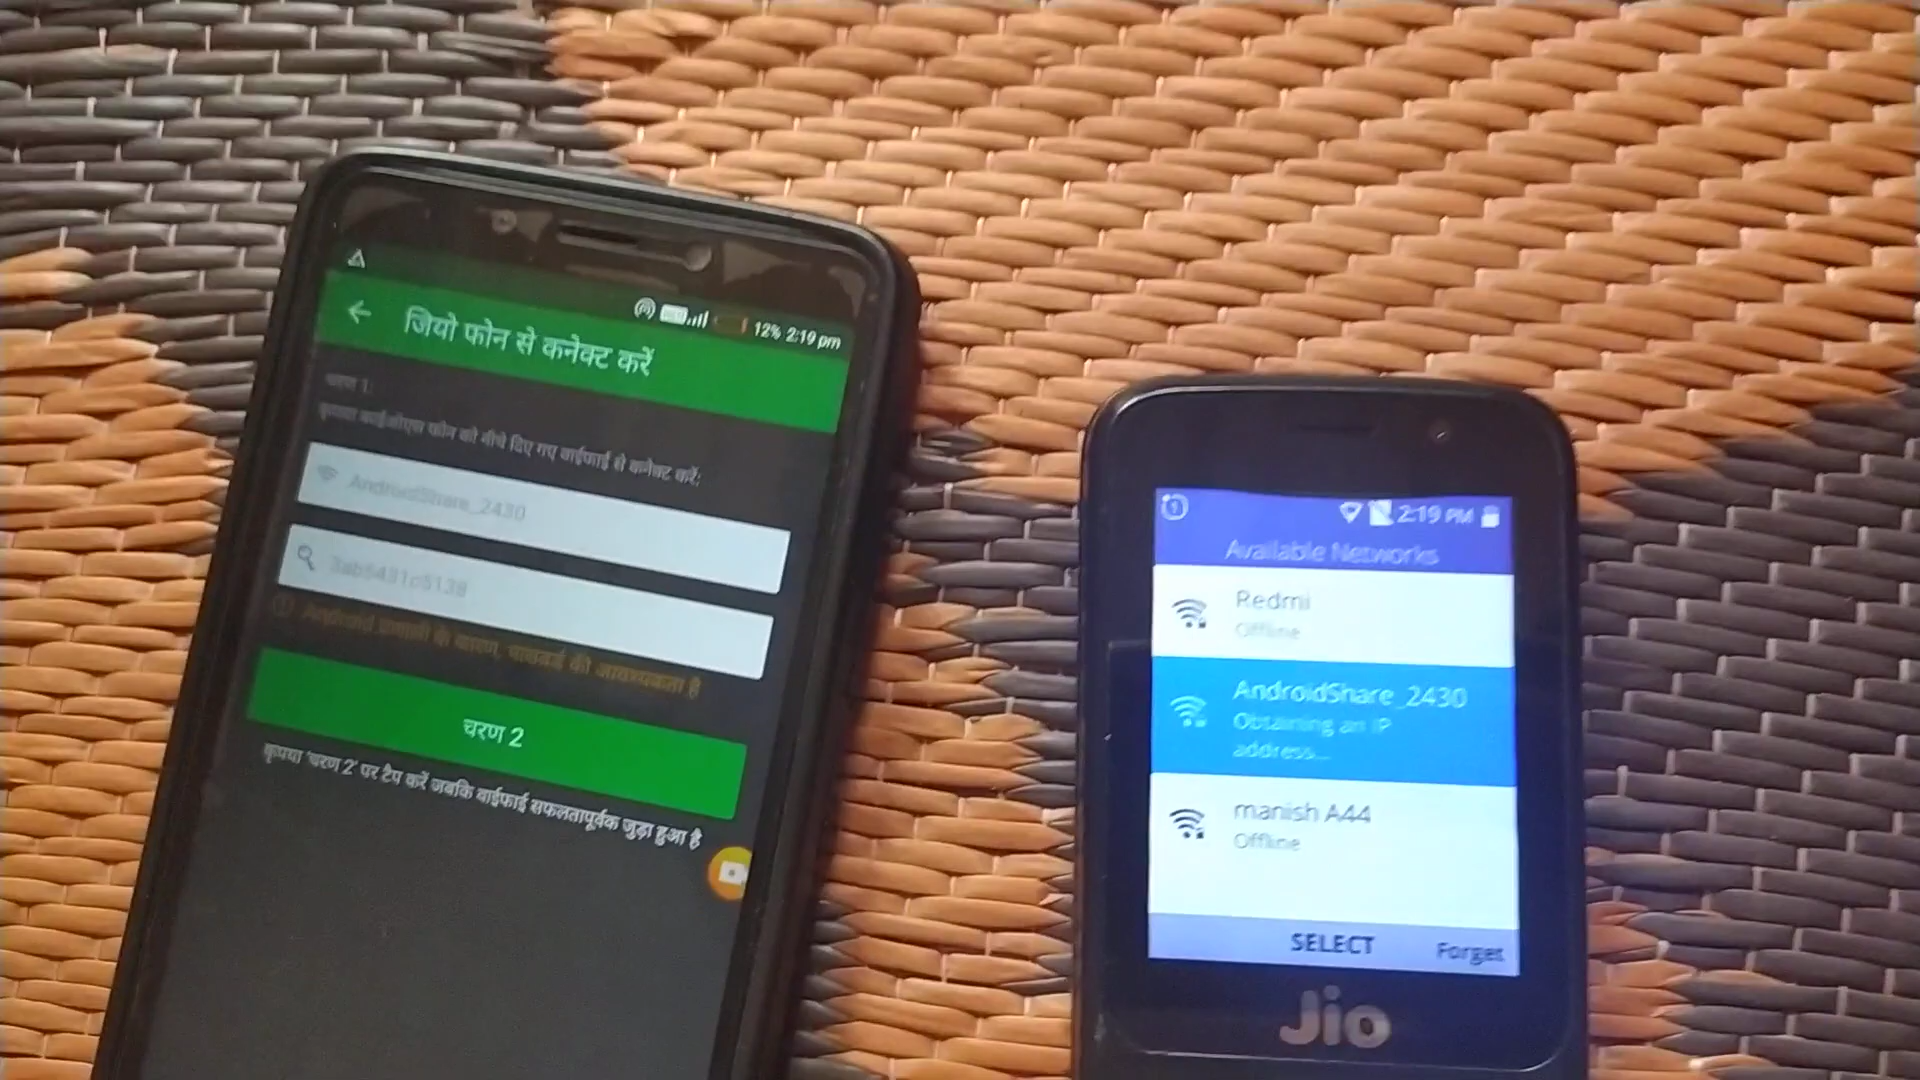 12% 2:19 pm
जियो फोन से कनेक्ट करें
चरण 1:
कृपया काईओएस फोन को नीचे दिए गए वाईफाई से कनेक्ट करें:
AndroidShare_2430
3ab5431c5139
Android प्रणाली के कारण, पासवर्ड की आवश्यकता है
चरण 2
कृपया 'चरण 2' पर टैप करें जबकि वाईफाई सफलतापूर्वक जुड़ा हुआ है
2:19 PM
Available Networks
Redmi
Offline
AndroidShare_2430
Obtaining an IP
address...
manish A44
Offline
SELECT Forget
Jio